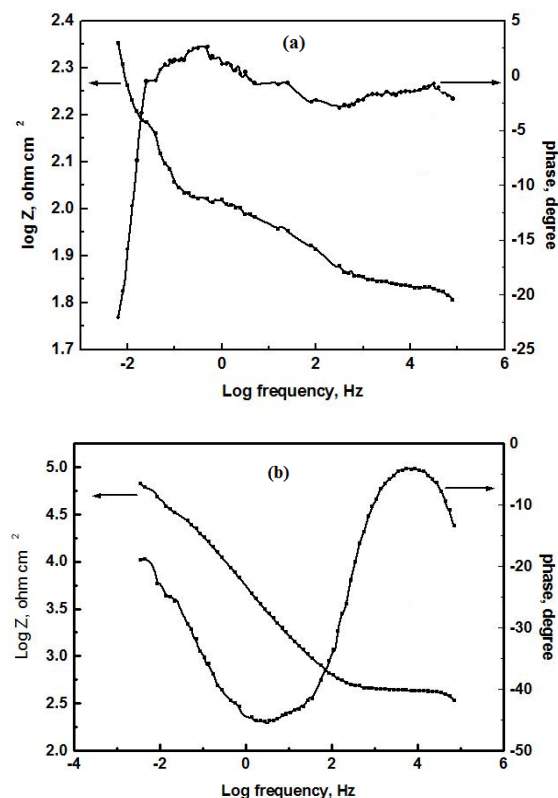 (a)
2.4
2.3
2.2
2.1
2.0
1.9
1.8
1.7
log Z, ohm cm 2
5
0
-5
-10
-15
-20
-25
phase, degree
-2 0 2 4 6
Log frequency, Hz
(b)
5.0
4.5
4.0
3.5
3.0
2.5
2.0
Log Z, ohm cm 2
0
-10
-20
-30
-40
-50
phase, degree
-4 -2 0 2 4 6
Log frequency, Hz